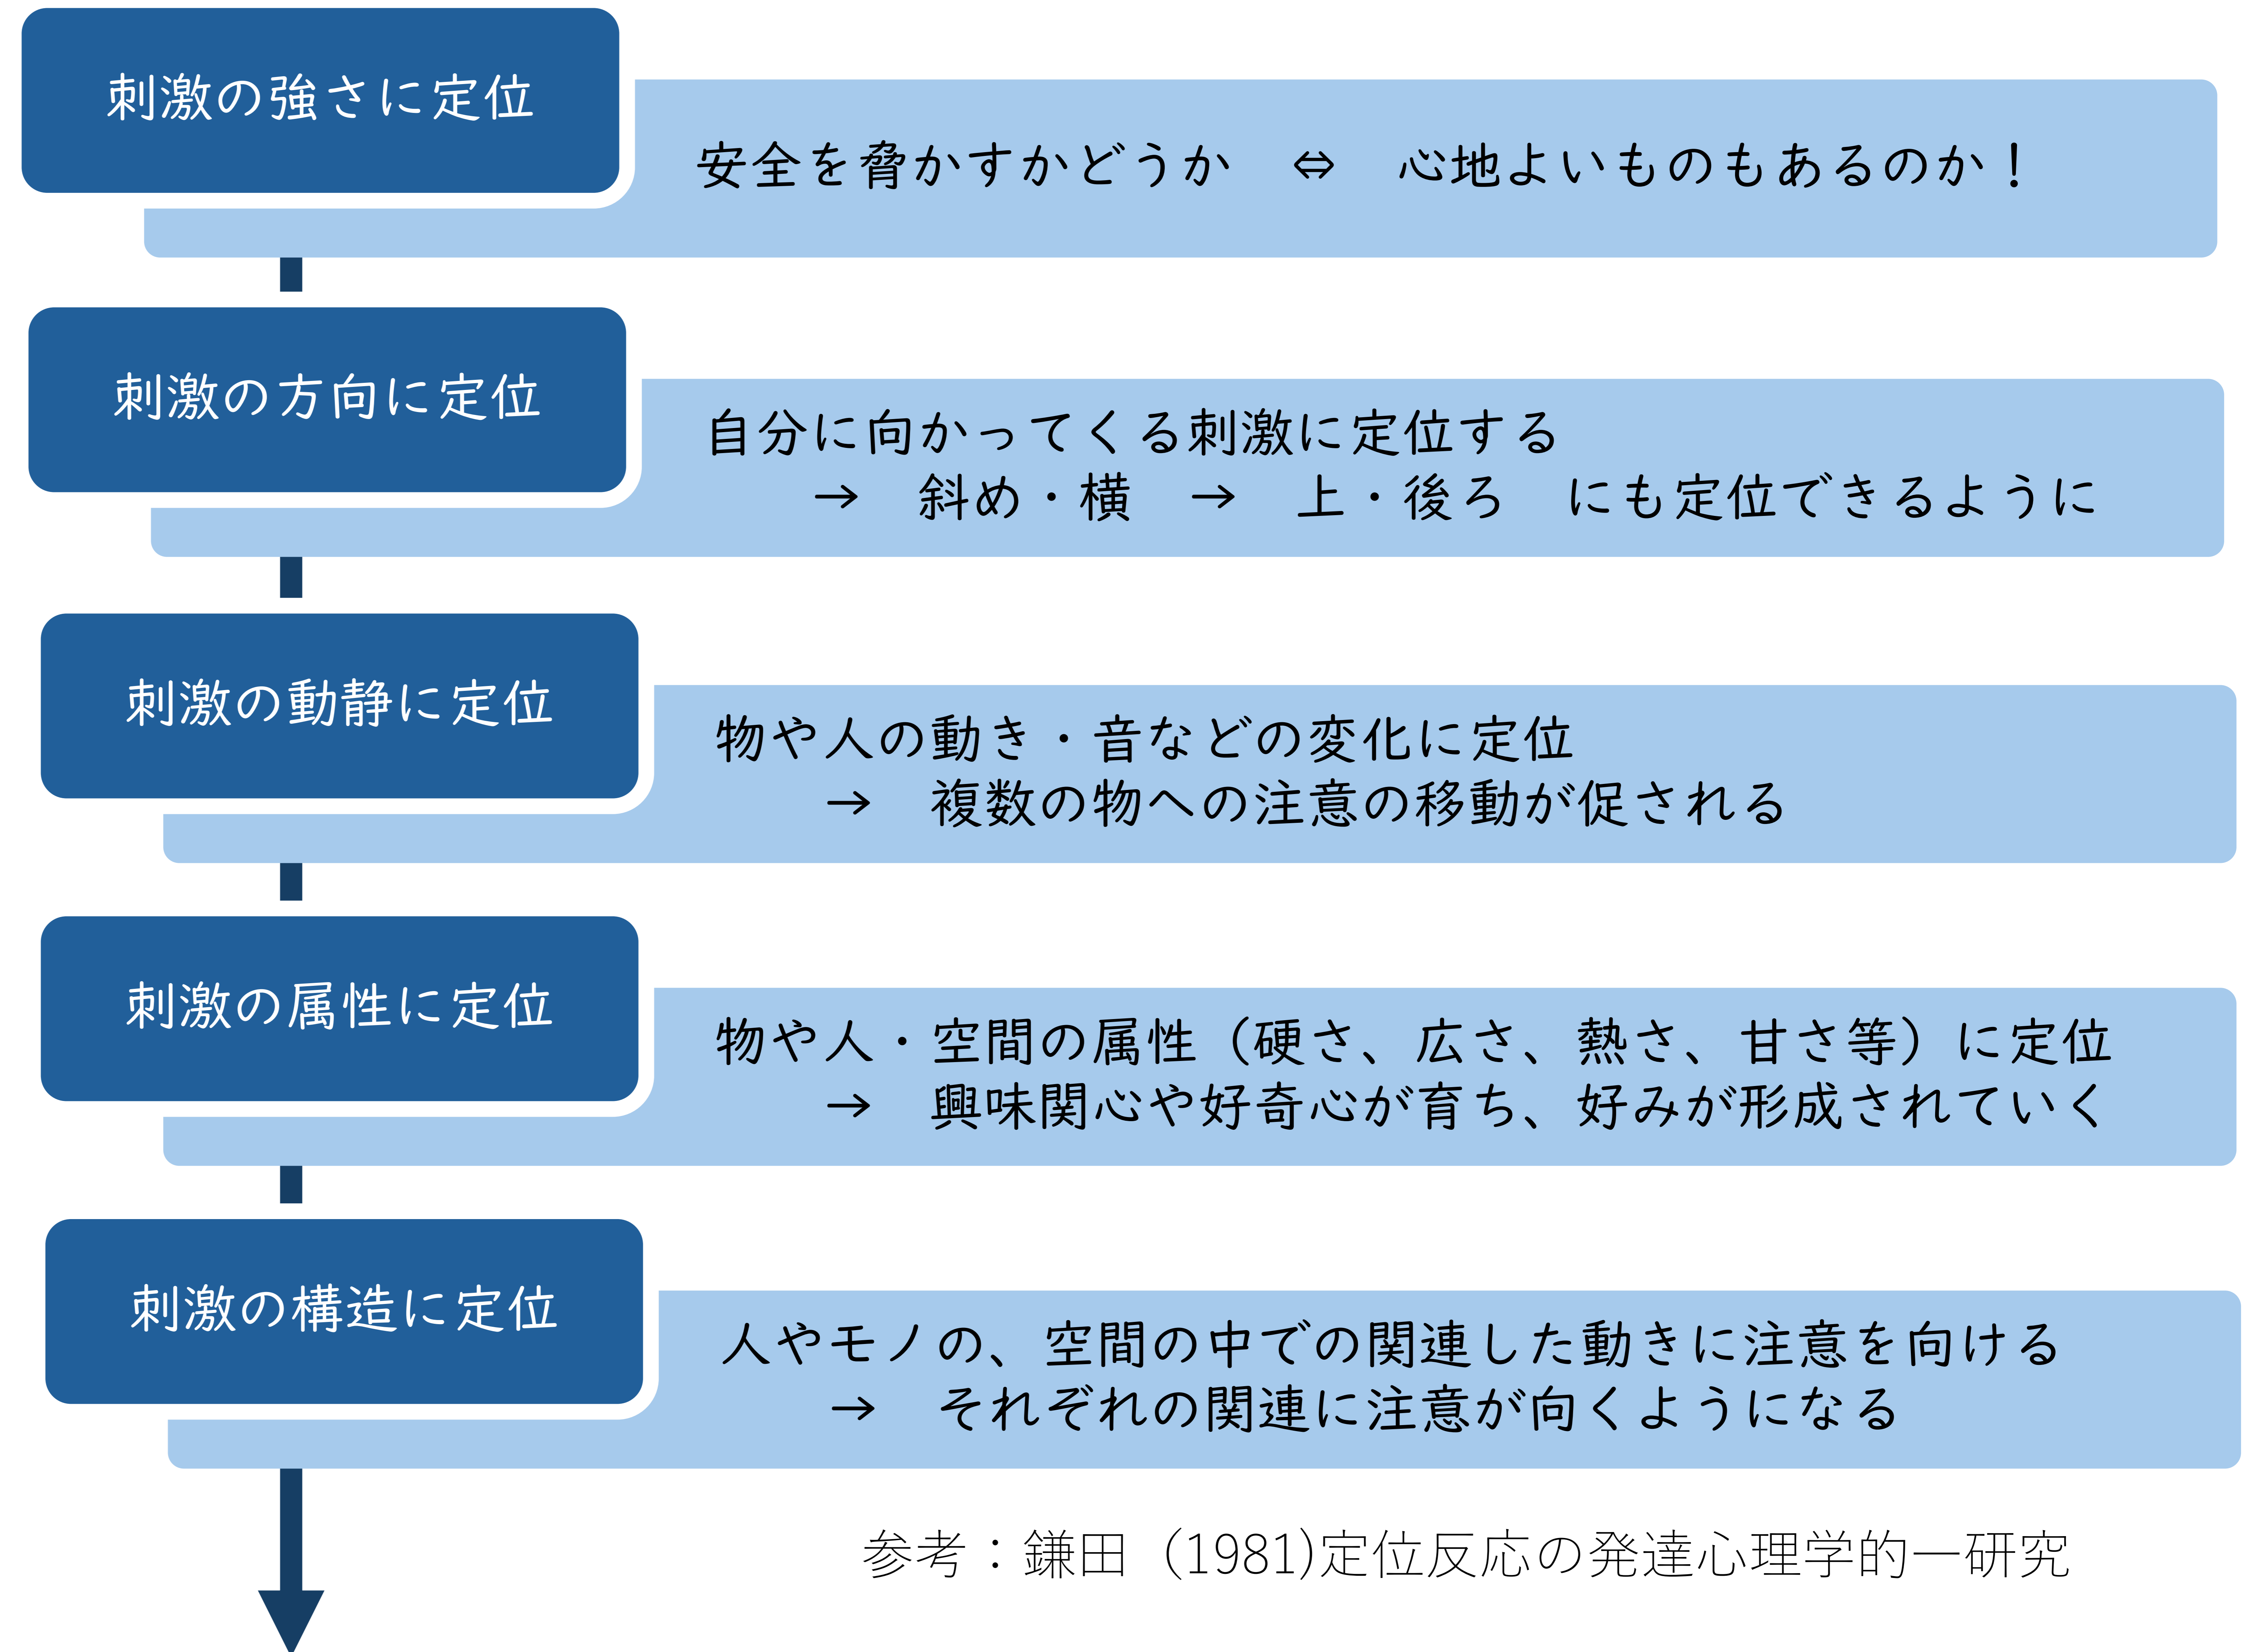 刺激の強さに定位
安全を脅かすかどうか　⇔　心地よいものもあるのか！
刺激の方向に定位
自分に向かってくる刺激に定位する
→　斜め・横　→　上・後ろ　にも定位できるように
刺激の動静に定位
物や人の動き・音などの変化に定位
→　複数の物への注意の移動が促される
刺激の属性に定位
物や人・空間の属性（硬さ、広さ、熱さ、甘さ等）に定位
→　興味関心や好奇心が育ち、好みが形成されていく
刺激の構造に定位
人やモノの、空間の中での関連した動きに注意を向ける
→　それぞれの関連に注意が向くようになる
参考：鎌田（1981)定位反応の発達心理学的一研究